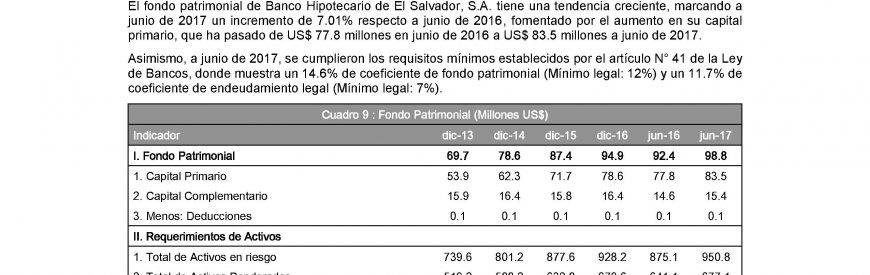 El fondo patrimonial de Banco Hipotecario de El Salvador, S.A. tiene una tendencia creciente, marcando a
junio de 2017 un incremento de 7.01% respecto a junio de 2016, fomentado por el aumento en su capital
primario, que ha pasado de US$ 77.8 millones en junio de 2016 a US$ 83.5 millones a junio de 2017.
Asimismo, a junio de 2017, se cumplieron los requisitos mínimos establecidos por el artículo N° 41 de la Ley
de Bancos, donde muestra un 14.6% de coeficiente de fondo patrimonial (Mínimo legal: 12%) y un 11.7% de
coeficiente de endeudamiento legal (Mínimo legal: 7%).
Cuadro 9 : Fondo Patrimonial (Millones US$)
Indicador dic-13 dic-14 dic-15 dic-16 jun-16 jun-17
I. Fondo Patrimonial 69.7 78.6 87.4 94.9 92.4 98.8
1. Capital Primario 53.9 62.3 71.7 78.6 77.8 83.5
2. Capital Complementario 15.9 16.4 15.8 16.4 14.6 15.4
3. Menos: Deducciones 0.1 0.1 0.1 0.1 0.1 0.1
II. Requerimientos de Activos
1. Total de Activos en riesgo 739.6 801.2 877.6 928.2 875.1 950.8